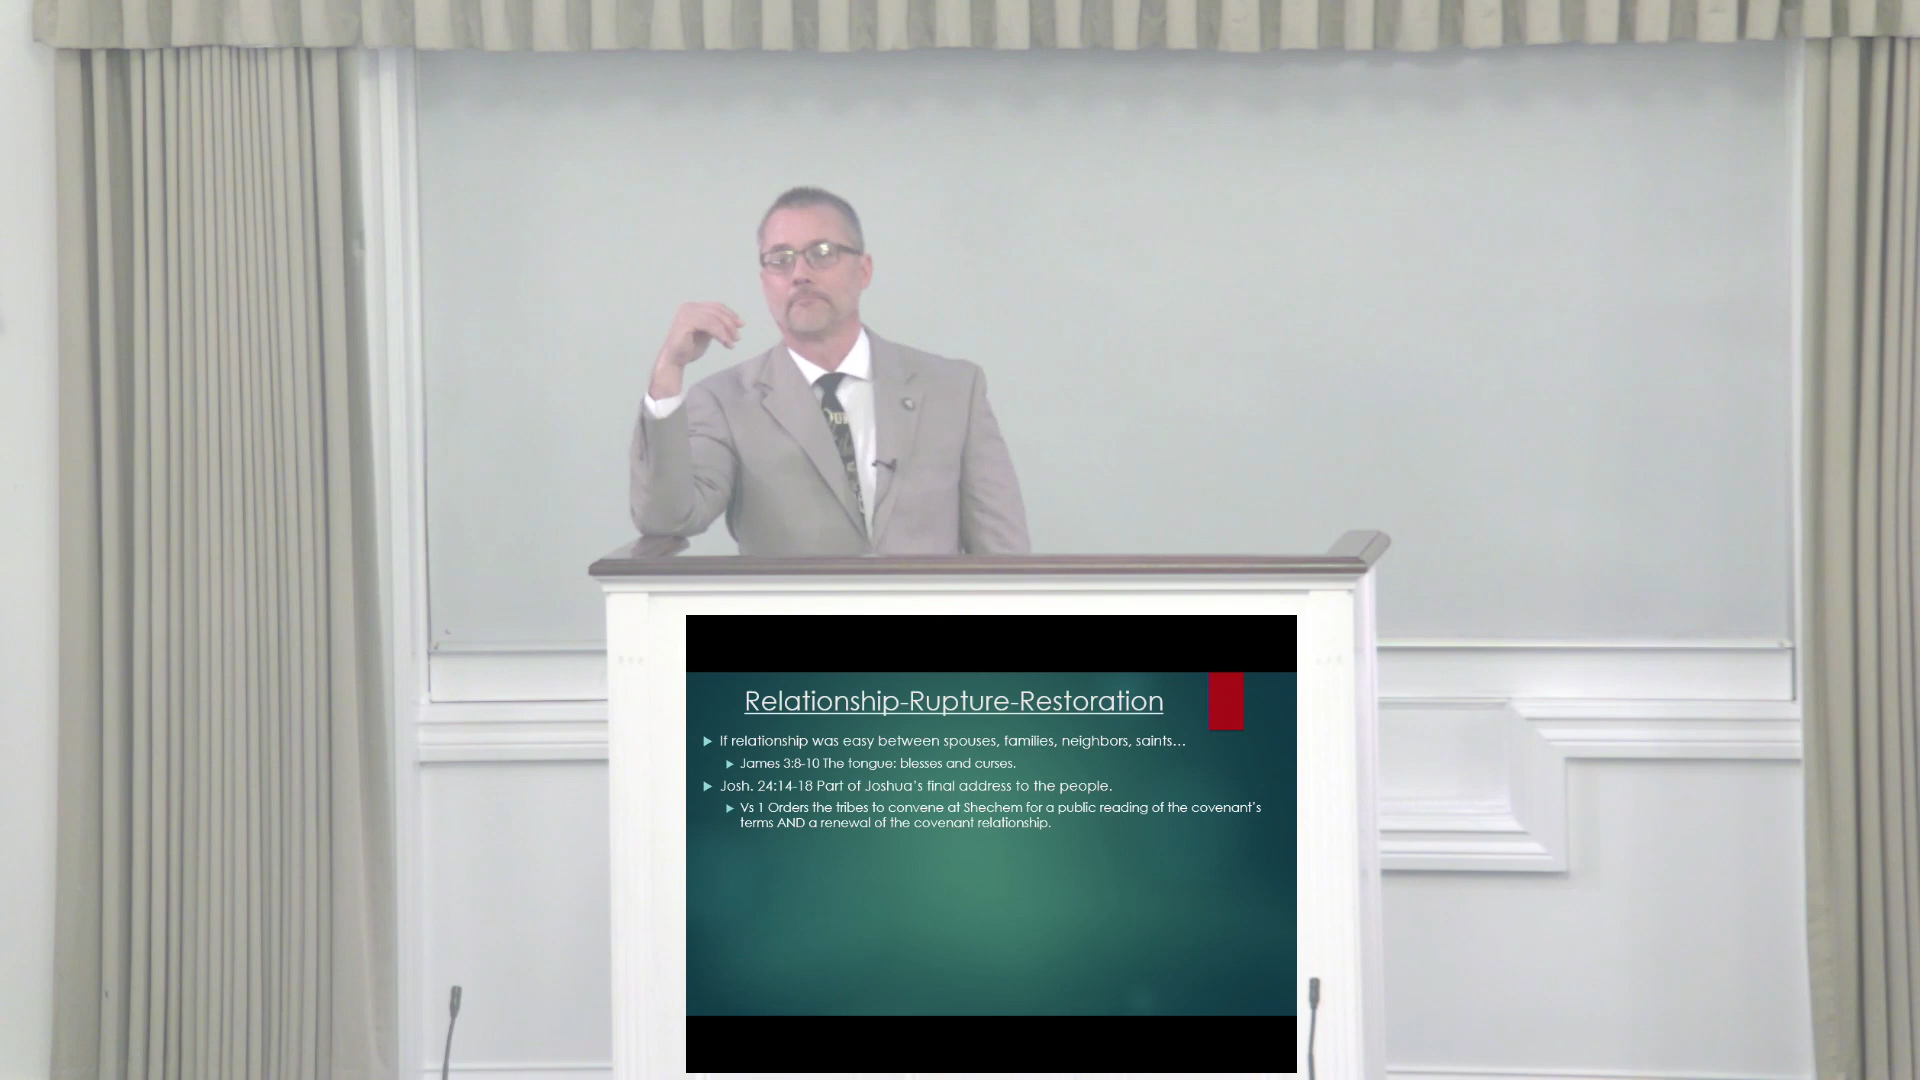 Relationship-Rupture-Restoration
If relationship was easy between spouses, families, neighbors, saints...
James 3:8-10 The tongue: blesses and curses.
Josh. 24:14-18 Part of Joshua's final address to the people.
Vs 1 Orders the tribes to convene at Shechem for a public reading of the covenant's
terms AND a renewal of the covenant relationship.